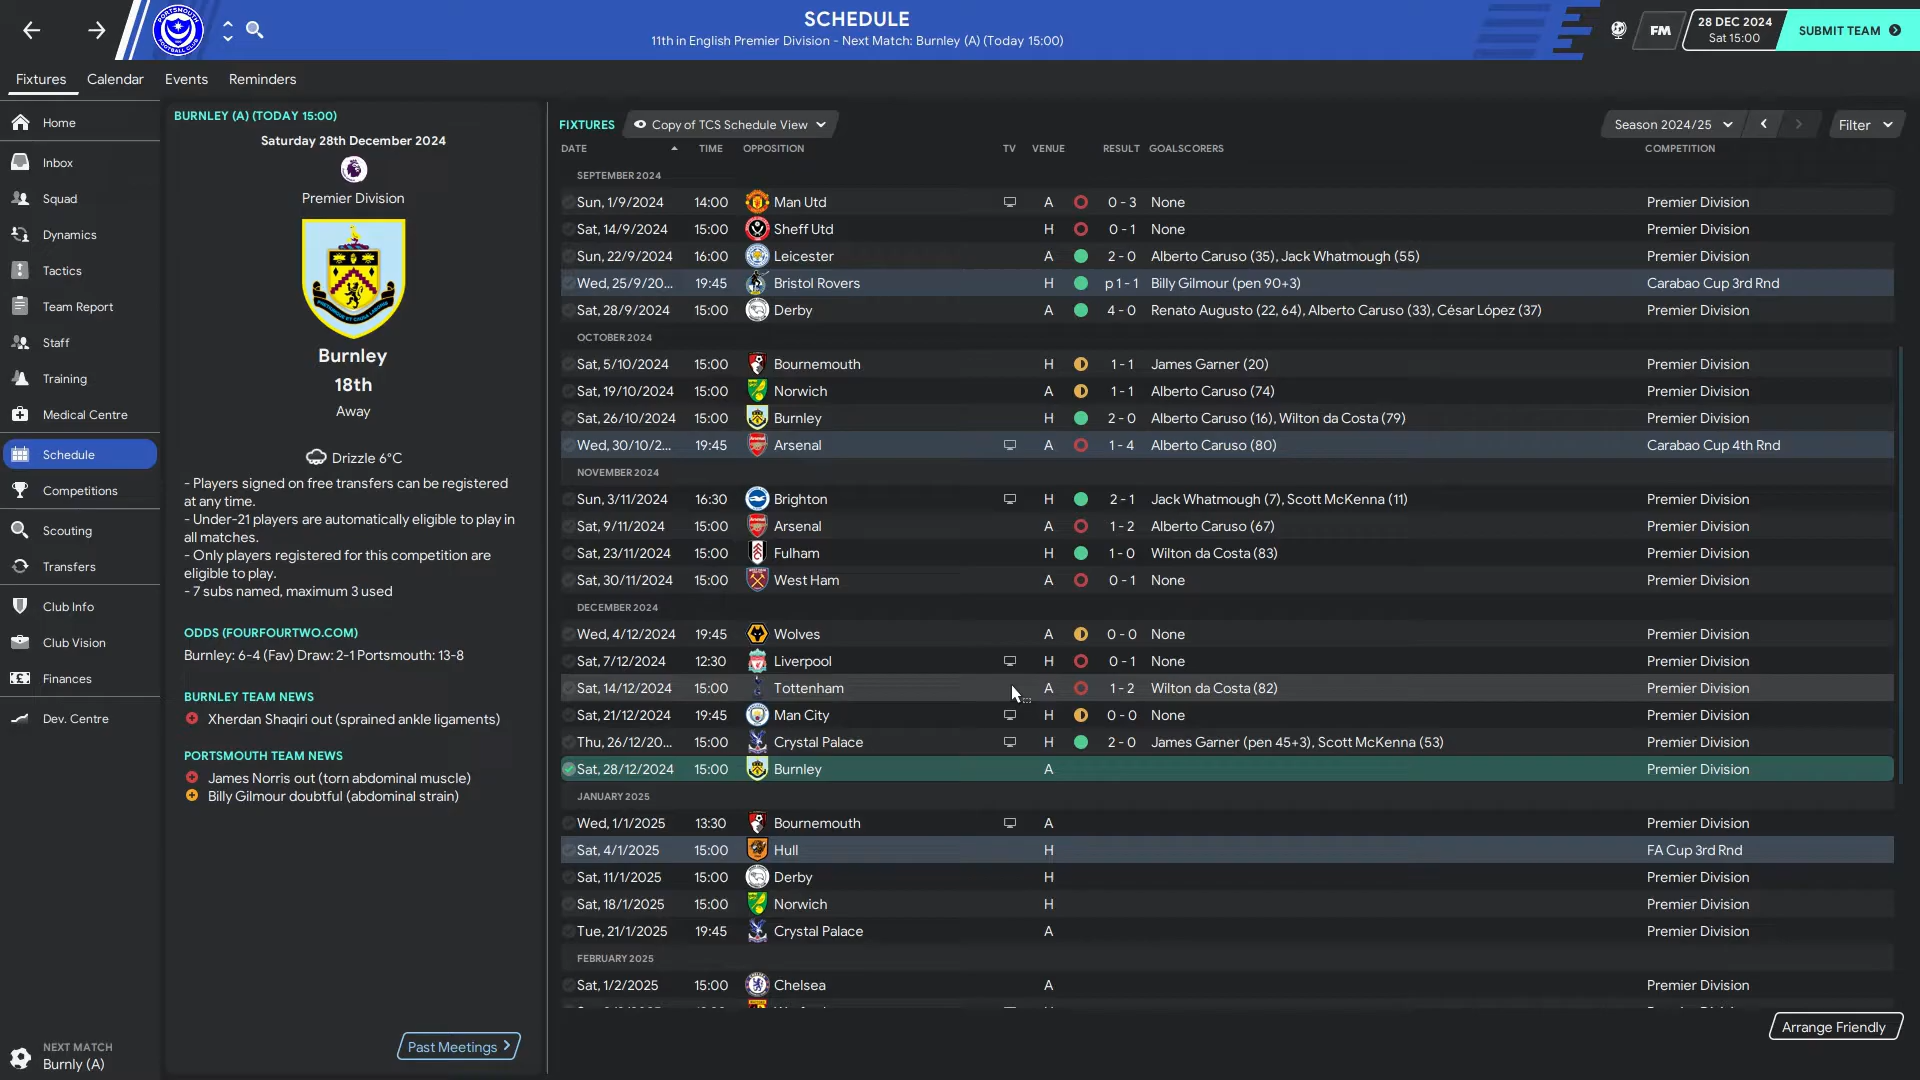 SCHEDULE
11th in English Premier Division - Next Match: Burnley (A) (Today 15:00)
FM
28 DEC 2024
Sat 15:00
SUBMIT TEAM
Fixtures Calendar Events Reminders
Home
Inbox
Squad
Dynamics
Tactics
Team Report
Staff
Training
Medical Centre
Schedule
Competitions
Scouting
Transfers
Club Info
Club Vision
Finances
Dev. Centre
NEXT MATCH
Burnly (A)
BURNLEY (A) (TODAY 15:00)
Saturday 28th December 2024
Premier Division
Burnley
18th
Away
Drizzle 6°C
- Players signed on free transfers can be registered
at any time.
- Under-21 players are automatically eligible to play in
all matches.
- Only players registered for this competition are
eligible to play.
- 7 subs named, maximum 3 used
ODDS (FOURFOURTWO.COM)
Burnley: 6-4 (Fav) Draw: 2-1 Portsmouth: 13-8
BURNLEY TEAM NEWS
Xherdan Shaqiri out (sprained ankle ligaments)
PORTSMOUTH TEAM NEWS
James Norris out (torn abdominal muscle)
Billy Gilmour doubtful (abdominal strain)
Past Meetings
FIXTURES Copy of TCS Schedule View Season 2024/25 Filter
DATE TIME OPPOSITION TV VENUE RESULT GOALSCORERS COMPETITION
SEPTEMBER 2024
Sun, 1/9/2024 14:00 Man Utd A 0 - 3 None Premier Division
Sat, 14/9/2024 15:00 Sheff Utd H 0 - 1 None Premier Division
Sun, 22/9/2024 16:00 Leicester A 2 - 0 Alberto Caruso (35), Jack Whatmough (55) Premier Division
Wed, 25/9/20... 19:45 Bristol Rovers H p 1 - 1 Billy Gilmour (pen 90+3) Carabao Cup 3rd Rnd
Sat, 28/9/2024 15:00 Derby A 4 - 0 Renato Augusto (22, 64), Alberto Caruso (33), César López (37) Premier Division
OCTOBER 2024
Sat, 5/10/2024 15:00 Bournemouth H 1 - 1 James Garner (20) Premier Division
Sat, 19/10/2024 15:00 Norwich A 1 - 1 Alberto Caruso (74) Premier Division
Sat, 26/10/2024 15:00 Burnley H 2 - 0 Alberto Caruso (16), Wilton da Costa (79) Premier Division
Wed, 30/10/2... 19:45 Arsenal A 1 - 4 Alberto Caruso (80) Carabao Cup 4th Rnd
NOVEMBER 2024
Sun, 3/11/2024 16:30 Brighton H 2 - 1 Jack Whatmough (7), Scott McKenna (11) Premier Division
Sat, 9/11/2024 15:00 Arsenal A 1 - 2 Alberto Caruso (67) Premier Division
Sat, 23/11/2024 15:00 Fulham H 1 - 0 Wilton da Costa (83) Premier Division
Sat, 30/11/2024 15:00 West Ham A 0 - 1 None Premier Division
DECEMBER 2024
Wed, 4/12/2024 19:45 Wolves A 0 - 0 None Premier Division
Sat, 7/12/2024 12:30 Liverpool H 0 - 1 None Premier Division
Sat, 14/12/2024 15:00 Tottenham A 1 - 2 Wilton da Costa (82) Premier Division
Sat, 21/12/2024 19:45 Man City H 0 - 0 None Premier Division
Thu, 26/12/20... 15:00 Crystal Palace H 2 - 0 James Garner (pen 45+3), Scott McKenna (53) Premier Division
Sat, 28/12/2024 15:00 Burnley A Premier Division
JANUARY 2025
Wed, 1/1/2025 13:30 Bournemouth A Premier Division
Sat, 4/1/2025 15:00 Hull H FA Cup 3rd Rnd
Sat, 11/1/2025 15:00 Derby H Premier Division
Sat, 18/1/2025 15:00 Norwich H Premier Division
Tue, 21/1/2025 19:45 Crystal Palace A Premier Division
FEBRUARY 2025
Sat, 1/2/2025 15:00 Chelsea A Premier Division
Arrange Friendly